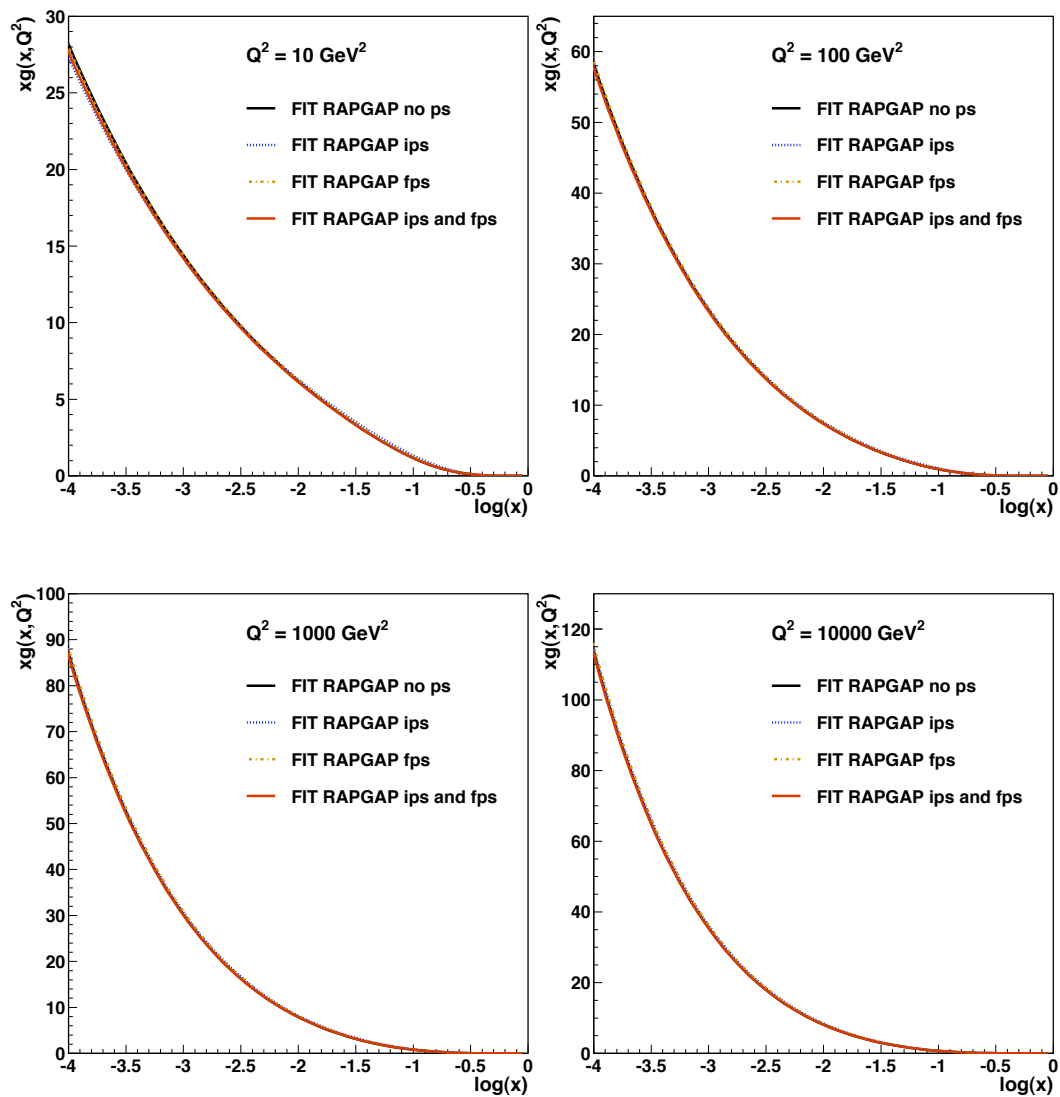 xg(x,Q²)
30
25
20
15
10
5
0
Q² = 10 GeV²
FIT RAPGAP no ps
FIT RAPGAP ips
FIT RAPGAP fps
FIT RAPGAP ips and fps
-4 -3.5 -3 -2.5 -2 -1.5 -1 -0.5 0
log(x)
xg(x,Q²)
60
50
40
30
20
10
0
Q² = 100 GeV²
FIT RAPGAP no ps
FIT RAPGAP ips
FIT RAPGAP fps
FIT RAPGAP ips and fps
-4 -3.5 -3 -2.5 -2 -1.5 -1 -0.5 0
log(x)
xg(x,Q²)
100
90
80
70
60
50
40
30
20
10
0
Q² = 1000 GeV²
FIT RAPGAP no ps
FIT RAPGAP ips
FIT RAPGAP fps
FIT RAPGAP ips and fps
-4 -3.5 -3 -2.5 -2 -1.5 -1 -0.5 0
log(x)
xg(x,Q²)
120
100
80
60
40
20
0
Q² = 10000 GeV²
FIT RAPGAP no ps
FIT RAPGAP ips
FIT RAPGAP fps
FIT RAPGAP ips and fps
-4 -3.5 -3 -2.5 -2 -1.5 -1 -0.5 0
log(x)